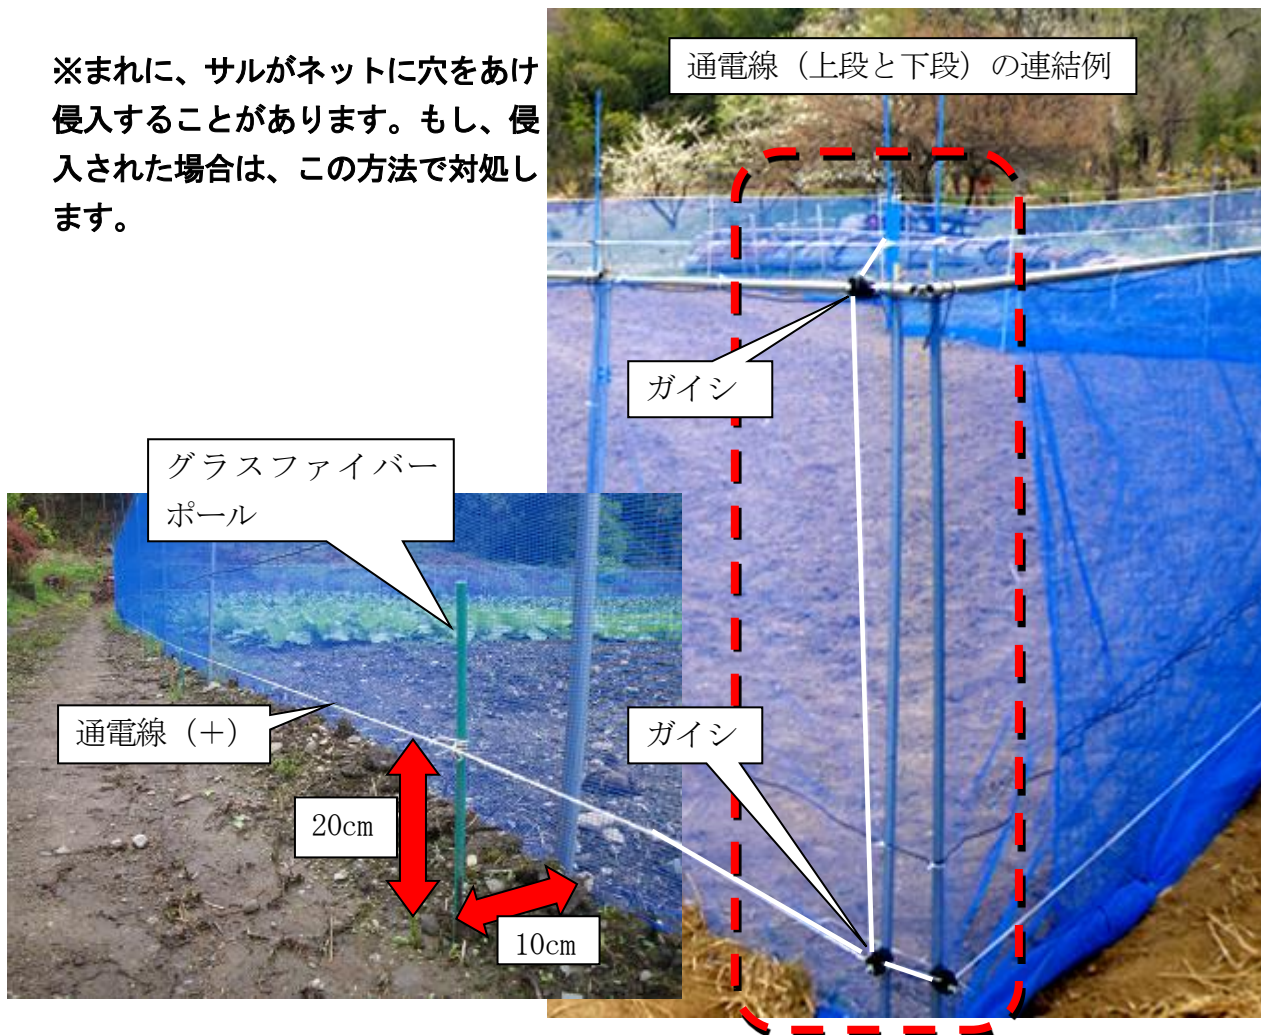 ※まれに、サルがネットに穴をあけ
侵入することがあります。もし、侵
入された場合は、この方法で対処し
ます。
通電線（上段と下段）の連結例
ガイシ
グラスファイバー
ポール
通電線（＋）
ガイシ
20cm
10cm